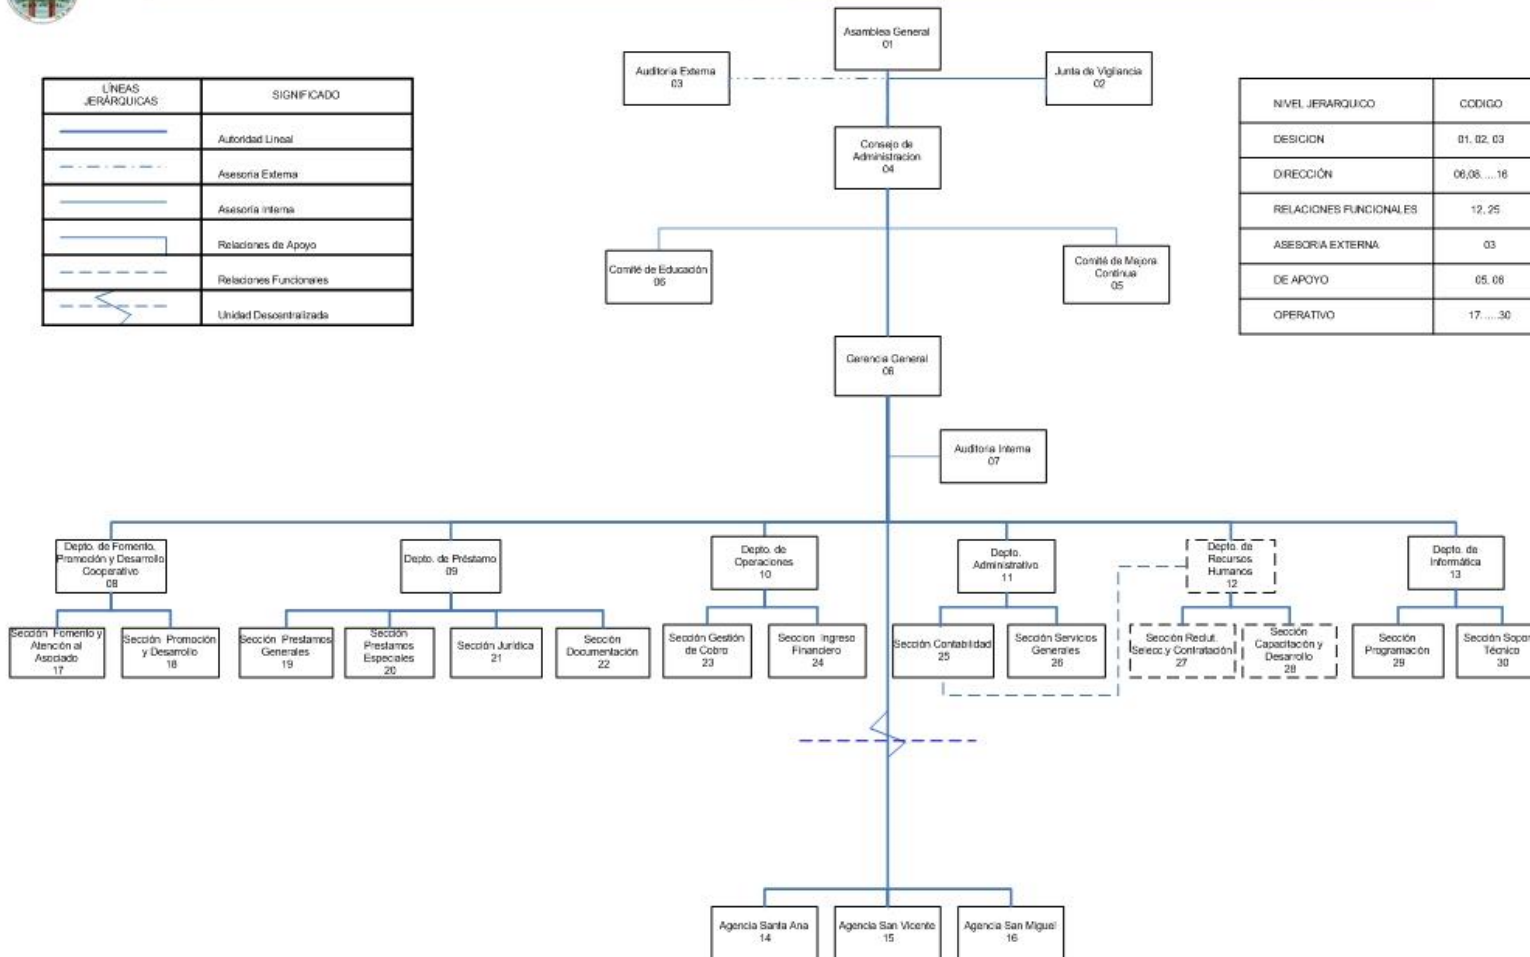 Asamblea General
01
Auditoria Externa
03
Junta de Vigilancia
02
LÍNEAS
JERÁRQUICAS
SIGNIFICADO
Autoridad Lineal
Asesoria Externa
Asesoría Interna
Relaciones de Apoyo
Relaciones Funcionales
Unidad Descentralizada
NIVEL JERARQUICO
CODIGO
DESICION
01, 02, 03
DIRECCIÓN
06,08.....16
RELACIONES FUNCIONALES
12, 25
ASESORIA EXTERNA
03
DE APOYO
05, 06
OPERATIVO
17......30
Consejo de
Administracion
04
Comité de Educación
06
Comité de Mejora
Continua
05
Gerencia General
06
Auditoria Interna
07
Depto. de Fomento,
Promoción y Desarrollo
Cooperativo
08
Depto. de Préstamo
09
Depto. de
Operaciones
10
Depto.
Administrativo
11
Depto. de
Recursos
Humanos
12
Depto. de
Informática
13
Sección Fomento y
Atención al
Asociado
17
Sección Promoción
y Desarrollo
18
Sección Prestamos
Generales
19
Sección
Prestamos
Especiales
20
Sección Jurídica
21
Sección
Documentación
22
Sección Gestión
de Cobro
23
Seccion Ingreso
Financiero
24
Sección Contabilidad
25
Sección Servicios
Generales
26
Sección Reclut.
Selecc.y Contratación
27
Sección
Capacitación y
Desarrollo
28
Sección
Programación
29
Sección Sopor
Técnico
30
Agencia Santa Ana
14
Agencia San Vicente
15
Agencia San Miguel
16